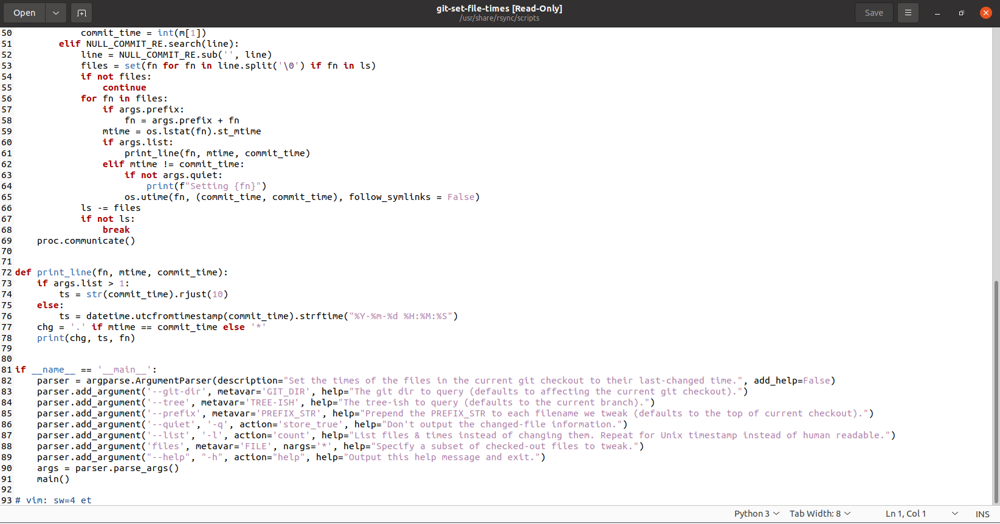 Open
git-set-file-times [Read-Only]
/usr/share/rsync/scripts
Save
50             commit_time = int(m[1])
51         elif NULL_COMMIT_RE.search(line):
52             line = NULL_COMMIT_RE.sub('', line)
53             files = set(fn for fn in line.split('\0') if fn in ls)
54             if not files:
55                 continue
56             for fn in files:
57                 if args.prefix:
58                     fn = args.prefix + fn
59                 mtime = os.lstat(fn).st_mtime
60                 if args.list:
61                     print_line(fn, mtime, commit_time)
62                 elif mtime != commit_time:
63                     if not args.quiet:
64                         print(f"Setting {fn}")
65                     os.utime(fn, (commit_time, commit_time), follow_symlinks = False)
66             ls -= files
67             if not ls:
68                 break
69     proc.communicate()
70
71
72 def print_line(fn, mtime, commit_time):
73     if args.list > 1:
74         ts = str(commit_time).rjust(10)
75     else:
76         ts = datetime.utcfromtimestamp(commit_time).strftime("%Y-%m-%d %H:%M:%S")
77     chg = '.' if mtime == commit_time else '*'
78     print(chg, ts, fn)
79
80
81 if __name__ == '__main__':
82     parser = argparse.ArgumentParser(description="Set the times of the files in the current git checkout to their last-changed time.", add_help=False)
83     parser.add_argument('--git-dir', metavar='GIT_DIR', help="The git dir to query (defaults to affecting the current git checkout).")
84     parser.add_argument('--tree', metavar='TREE-ISH', help="The tree-ish to query (defaults to the current branch).")
85     parser.add_argument('--prefix', metavar='PREFIX_STR', help="Prepend the PREFIX_STR to each filename we tweak (defaults to the top of current checkout).")
86     parser.add_argument('--quiet', '-q', action='store_true', help="Don't output the changed-file information.")
87     parser.add_argument('--list', '-l', action='count', help="List files & times instead of changing them. Repeat for Unix timestamp instead of human readable.")
88     parser.add_argument('files', metavar='FILE', nargs='*', help="Specify a subset of checked-out files to tweak.")
89     parser.add_argument("--help", "-h", action="help", help="Output this help message and exit.")
90     args = parser.parse_args()
91     main()
92
93 # vim: sw=4 et
Python 3 Tab Width: 8 Ln 1, Col 1 INS